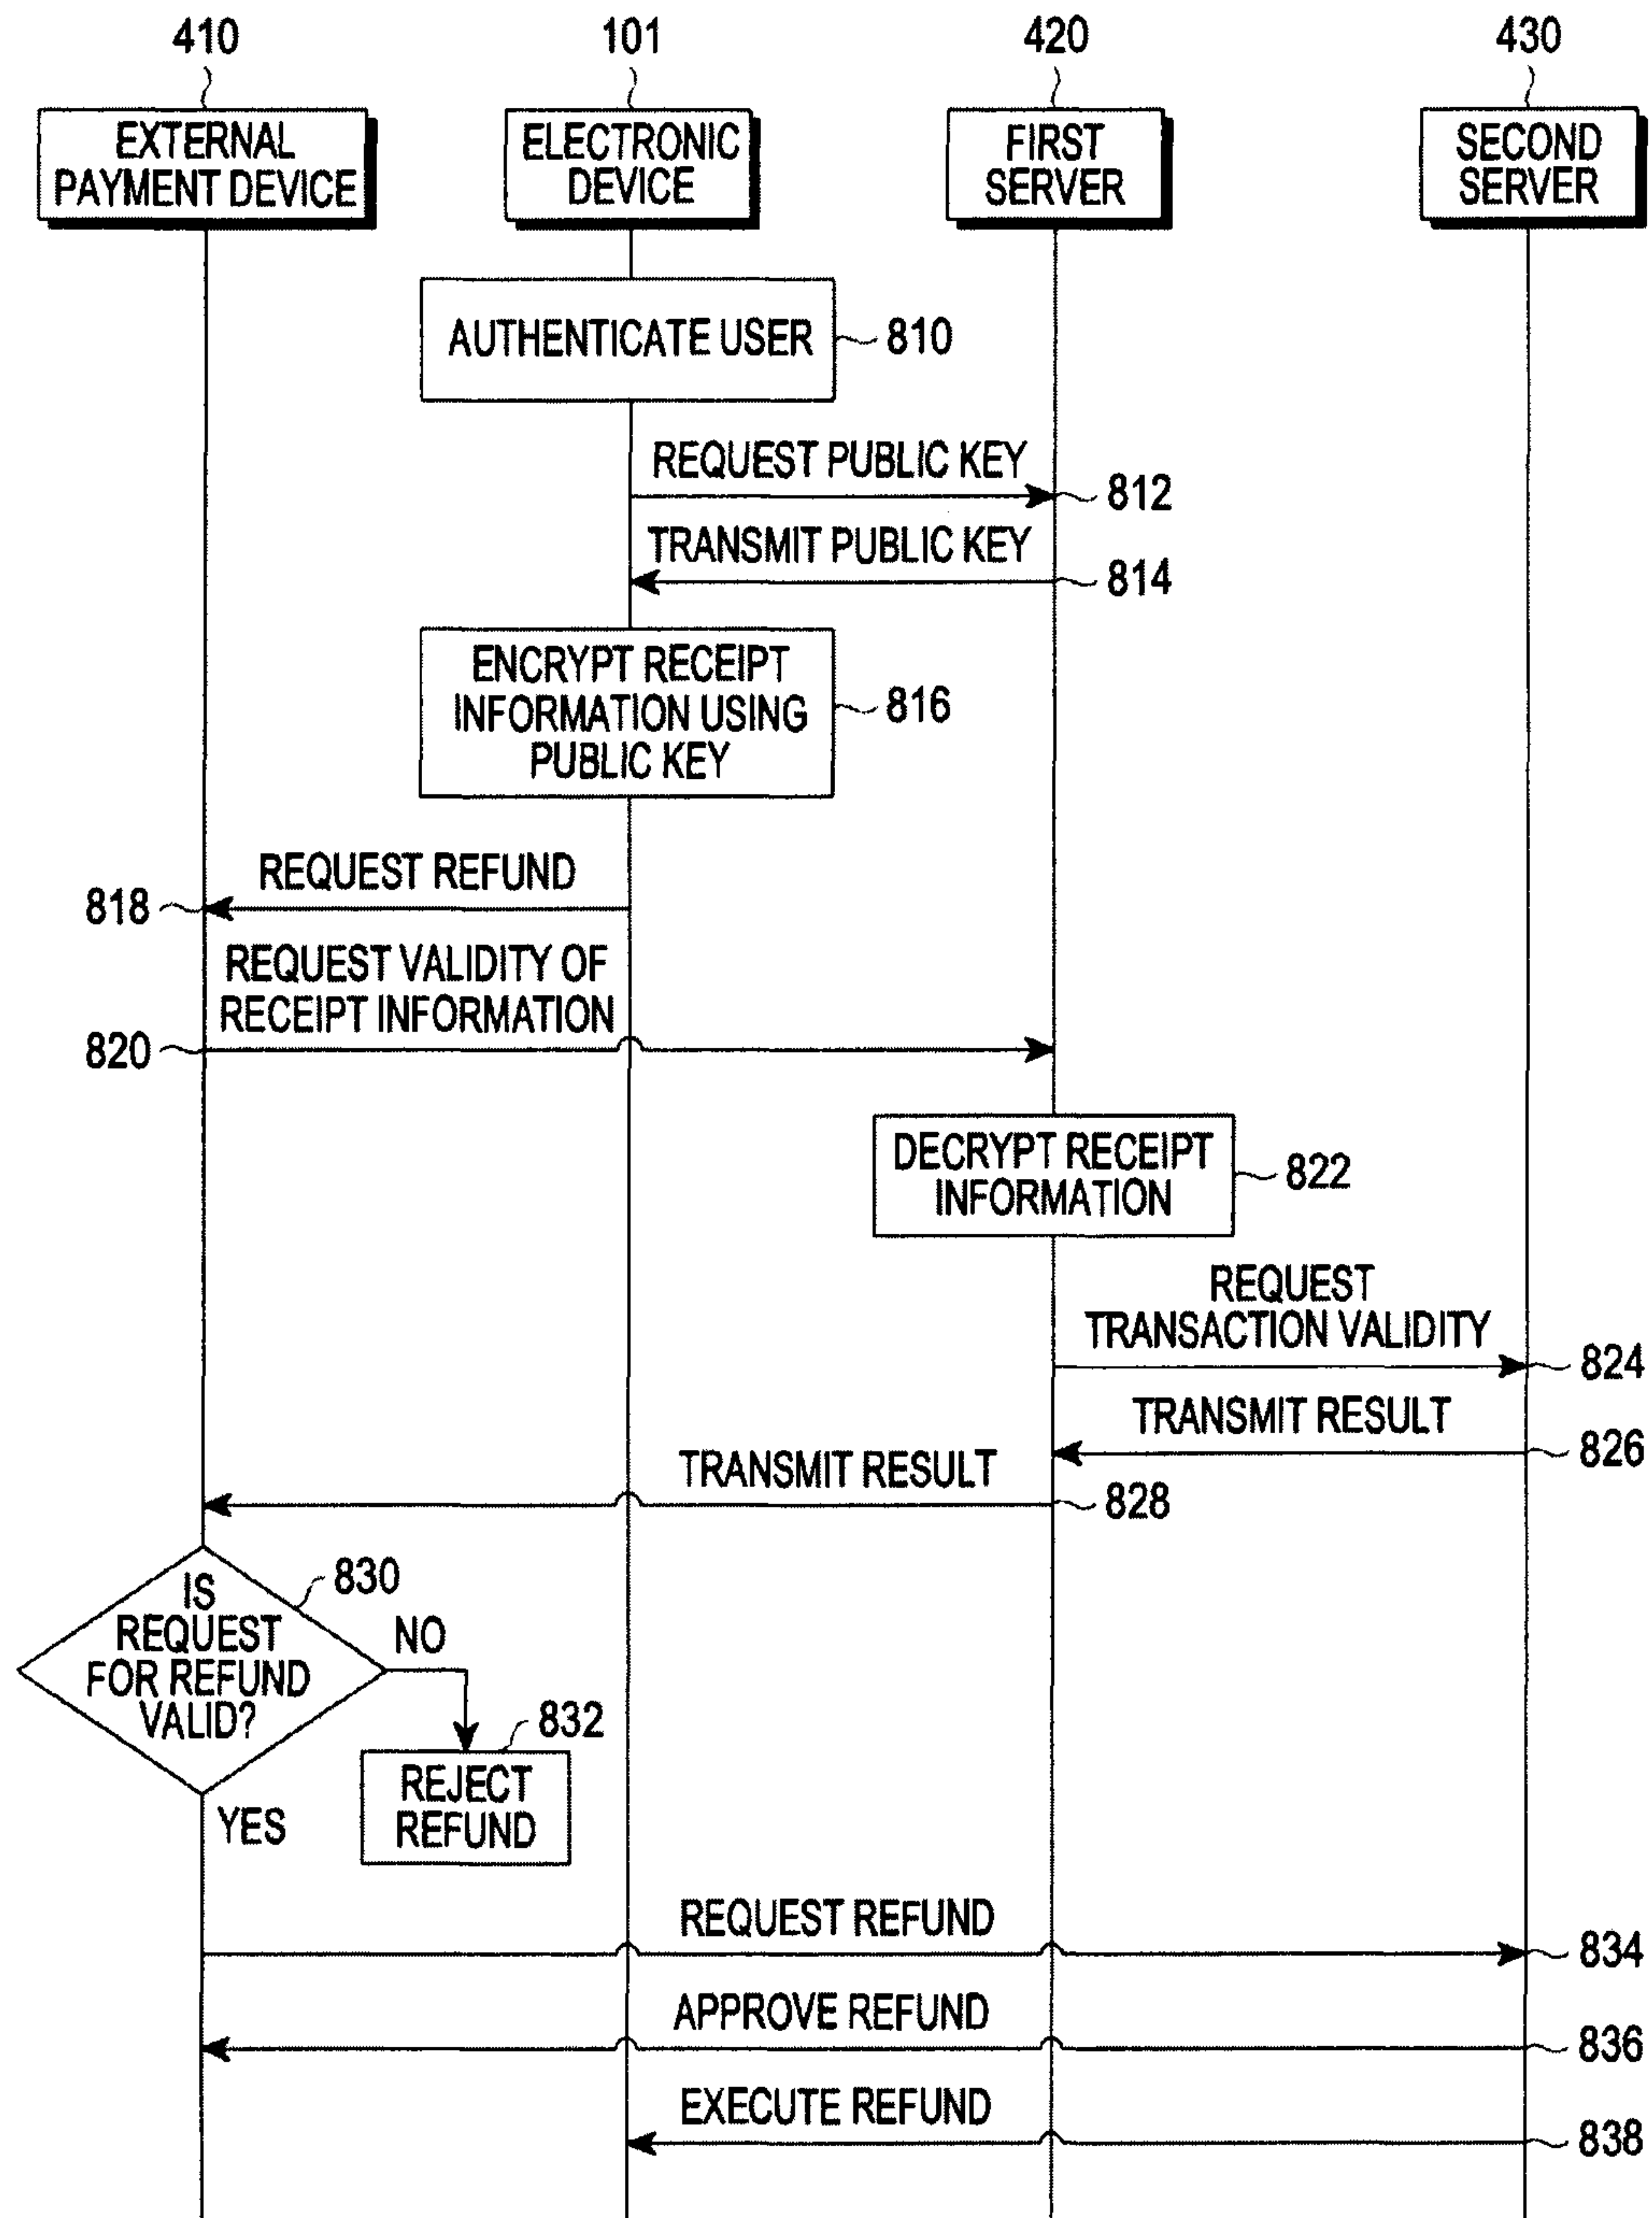 410
101
420
430
EXTERNAL
PAYMENT DEVICE
ELECTRONIC
DEVICE
FIRST
SERVER
SECOND
SERVER
AUTHENTICATE USER
810
REQUEST PUBLIC KEY
812
TRANSMIT PUBLIC KEY
814
ENCRYPT RECEIPT
INFORMATION USING
PUBLIC KEY
816
REQUEST REFUND
818
REQUEST VALIDITY OF
RECEIPT INFORMATION
820
DECRYPT RECEIPT
INFORMATION
822
REQUEST
TRANSACTION VALIDITY
824
TRANSMIT RESULT
826
TRANSMIT RESULT
828
IS
REQUEST
FOR REFUND
VALID?
830
NO
832
REJECT
REFUND
YES
REQUEST REFUND
834
APPROVE REFUND
836
EXECUTE REFUND
838